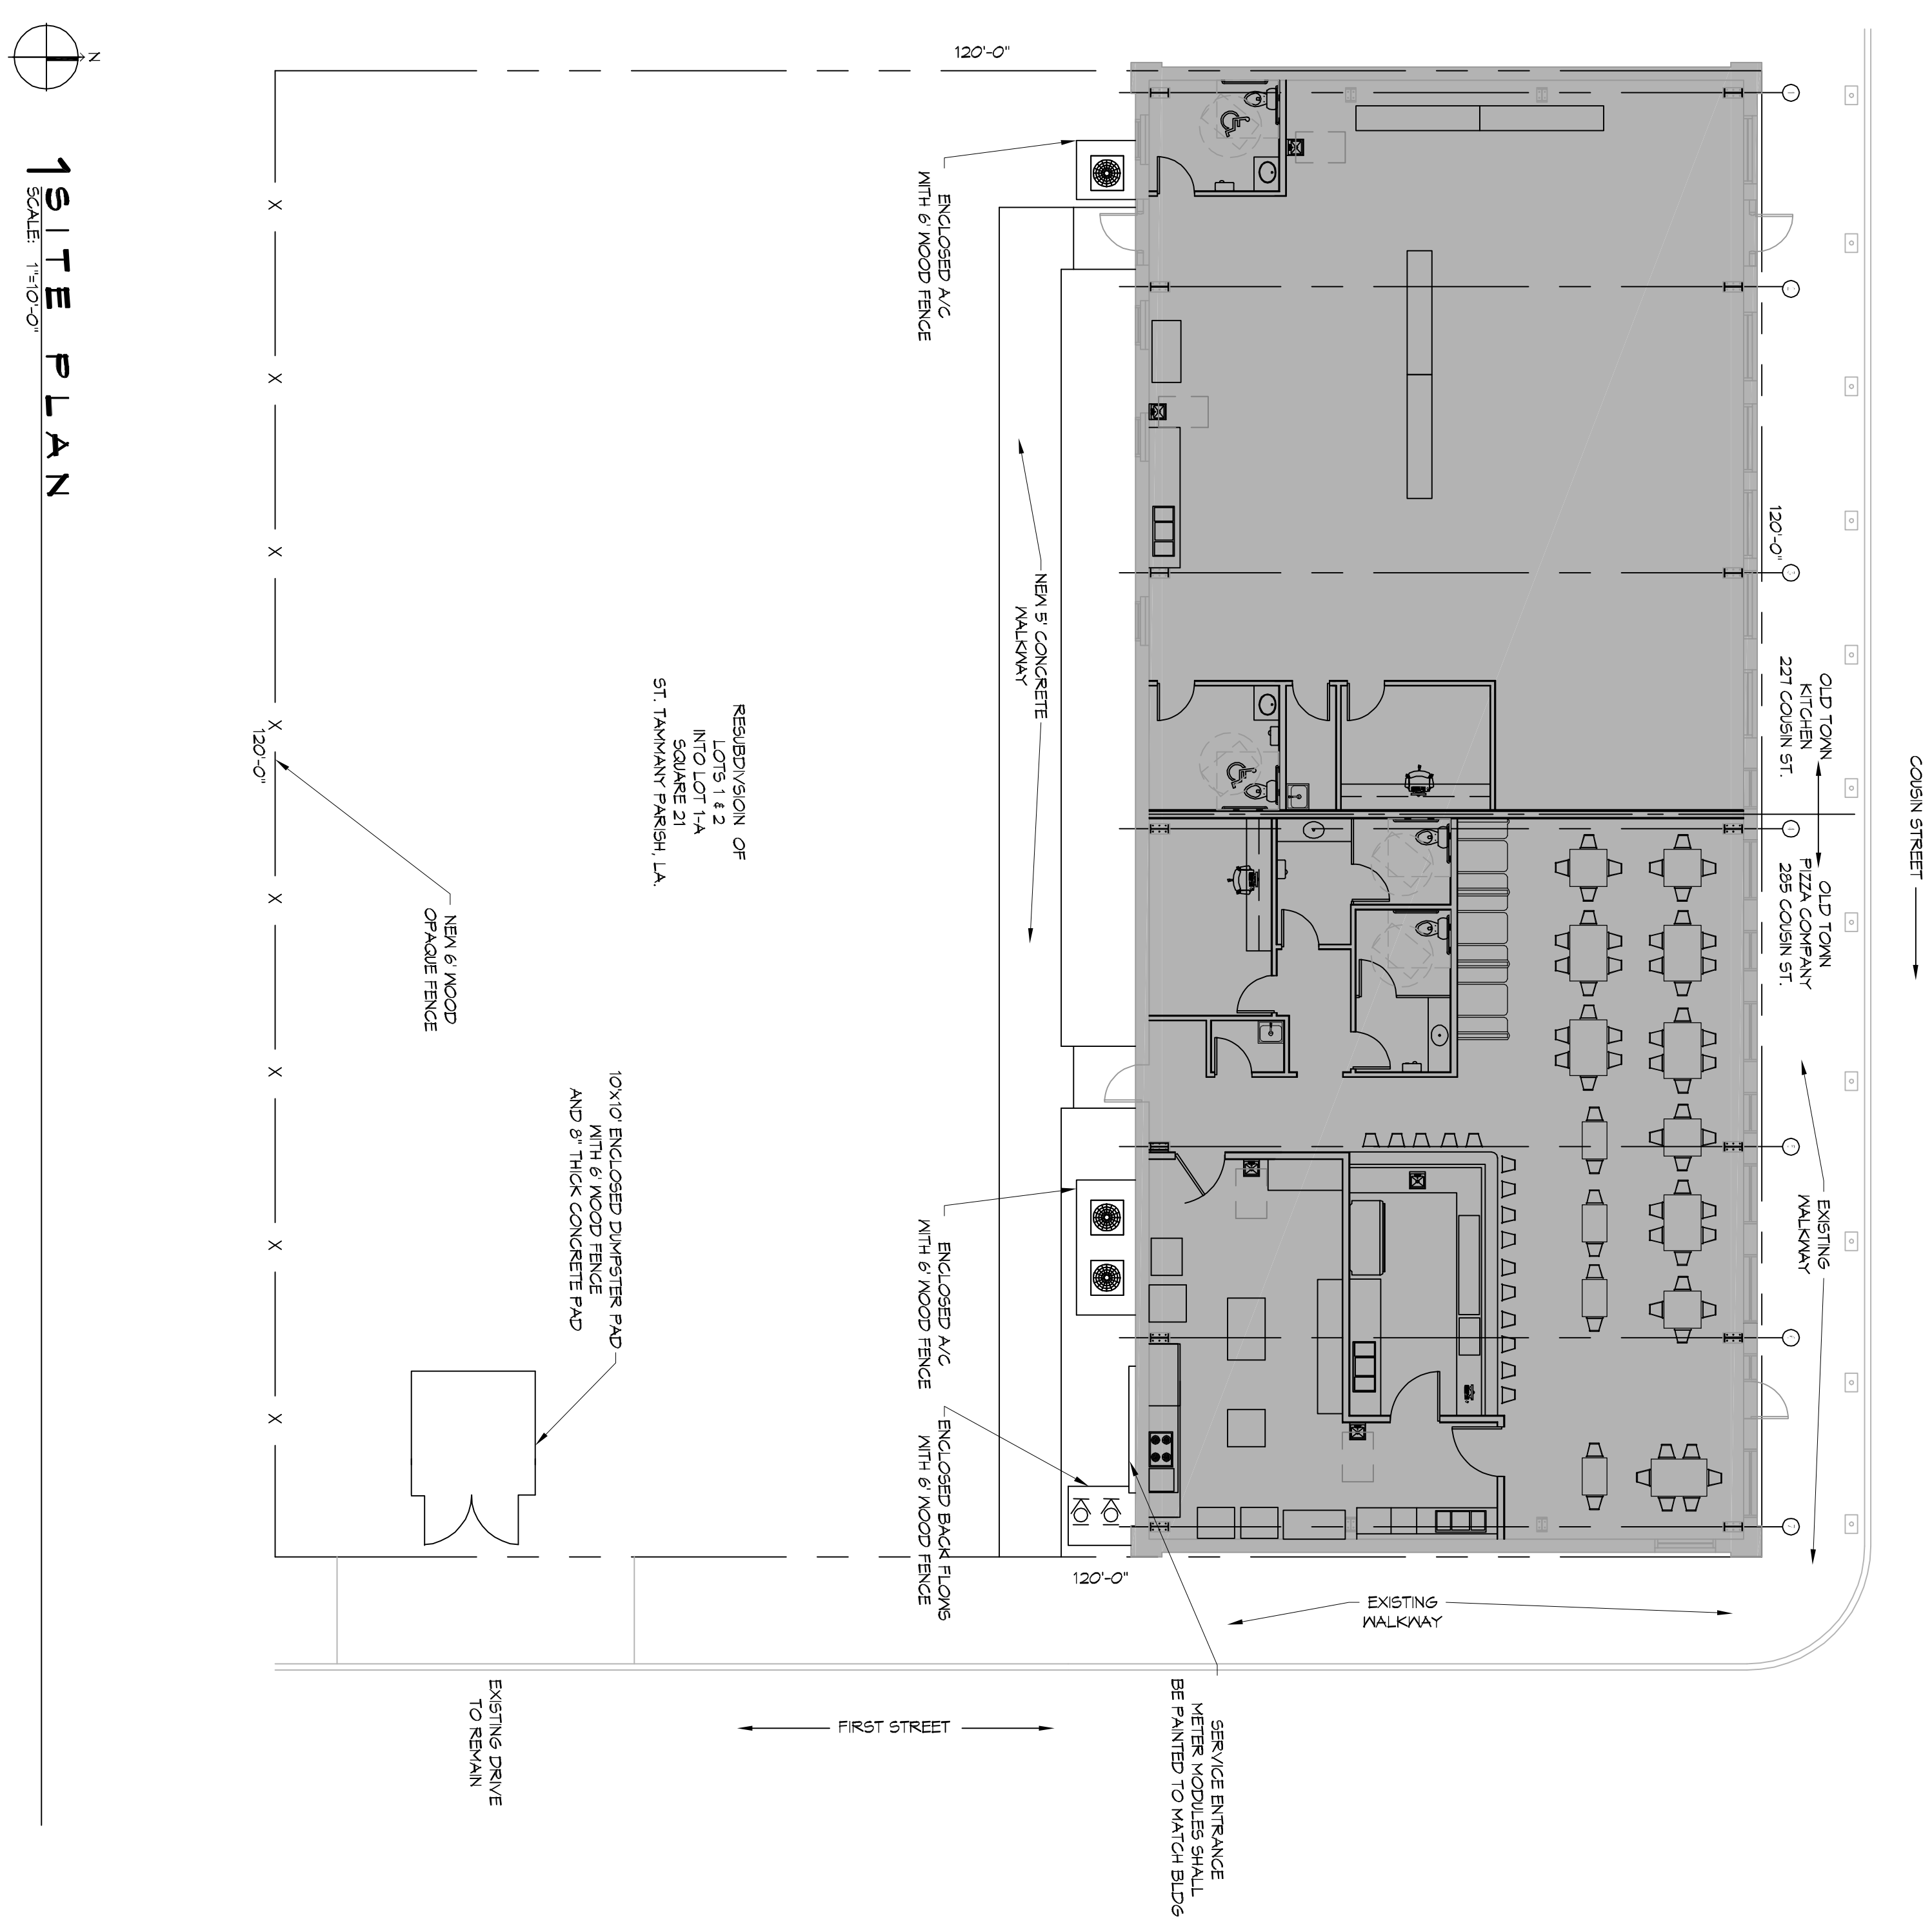 N
1
SITE PLAN
SCALE: 1"=10'-0"
120'-0"
ENCLOSED A/C
WITH 6' WOOD FENCE
NEW 5' CONCRETE
WALKWAY
RESUBDIVISION OF
LOTS 1 & 2
INTO LOT 1-A
SQUARE 21
ST. TAMMANY PARISH, LA.
120'-0"
X
X
X
X
X
X
X
X
NEW 6' WOOD
OPAQUE FENCE
10'X10' ENCLOSED DUMPSTER PAD
WITH 6' WOOD FENCE
AND 8" THICK CONCRETE PAD
ENCLOSED A/C
WITH 6' WOOD FENCE
ENCLOSED BACK FLOWS
WITH 6' WOOD FENCE
120'-0"
120'-0"
OLD TOWN
KITCHEN
227 COUSIN ST.
OLD TOWN
PIZZA COMPANY
285 COUSIN ST.
COUSIN STREET
EXISTING
WALKWAY
EXISTING
WALKWAY
EXISTING DRIVE
TO REMAIN
FIRST STREET
SERVICE ENTRANCE
METER MODULES SHALL
BE PAINTED TO MATCH BLDG